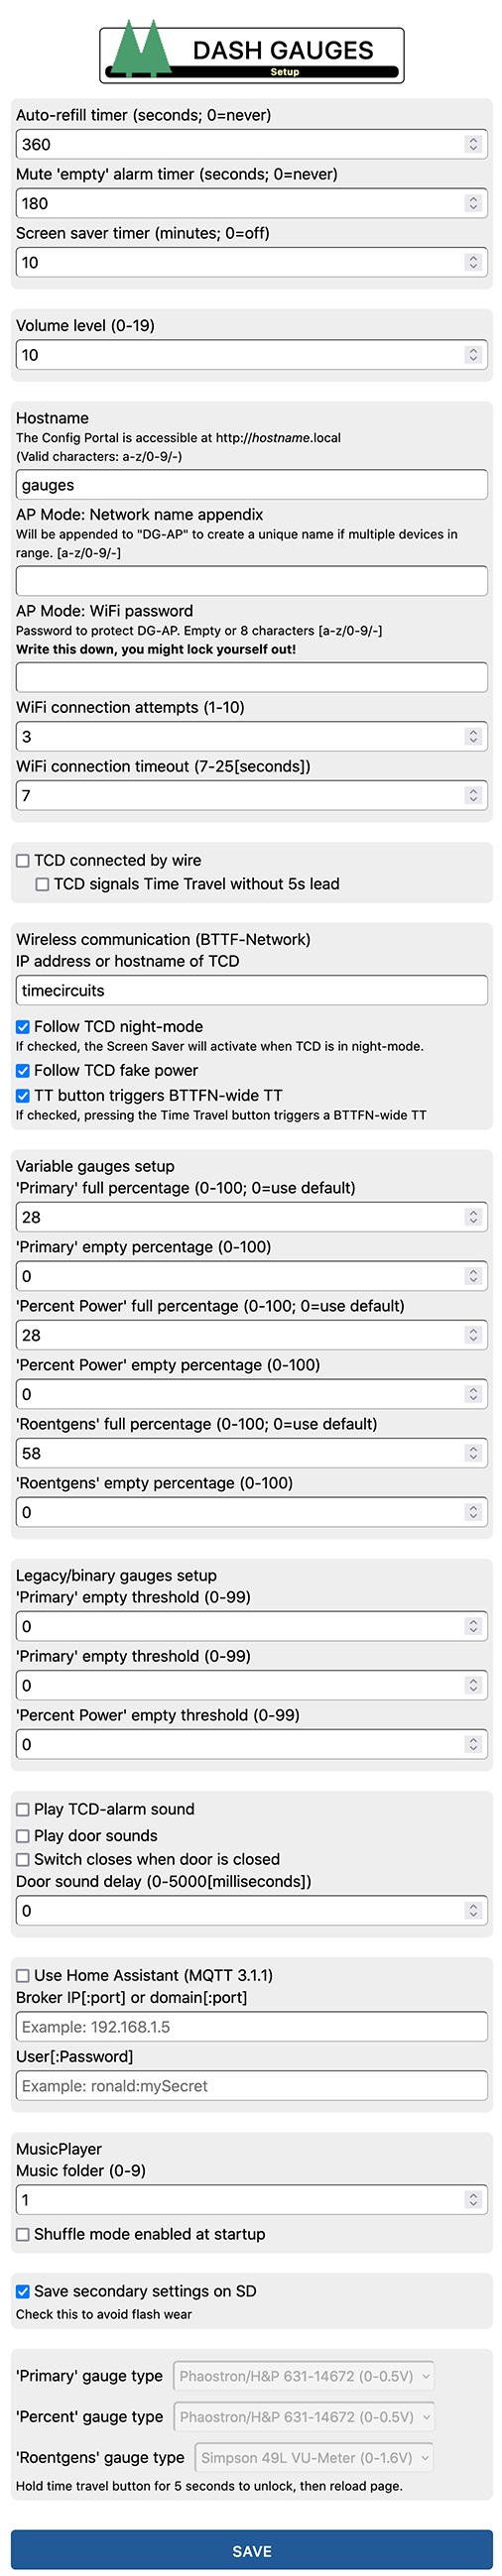 DASH GAUGES
Setup
Auto-refill timer (seconds; 0=never)
360
Mute 'empty' alarm timer (seconds; 0=never)
180
Screen saver timer (minutes; 0=off)
10
Volume level (0-19)
10
Hostname
The Config Portal is accessible at http://hostname.local
(Valid characters: a-z/0-9/-)
gauges
AP Mode: Network name appendix
Will be appended to "DG-AP" to create a unique name if multiple devices in
range. [a-z/0-9/-]
AP Mode: WiFi password
Password to protect DG-AP. Empty or 8 characters [a-z/0-9/-]
Write this down, you might lock yourself out!
WiFi connection attempts (1-10)
3
WiFi connection timeout (7-25[seconds])
7
TCD connected by wire
TCD signals Time Travel without 5s lead
Wireless communication (BTTF-Network)
IP address or hostname of TCD
timecircuits
Follow TCD night-mode
If checked, the Screen Saver will activate when TCD is in night-mode.
Follow TCD fake power
TT button triggers BTTFN-wide TT
If checked, pressing the Time Travel button triggers a BTTFN-wide TT
Variable gauges setup
'Primary' full percentage (0-100; 0=use default)
28
'Primary' empty percentage (0-100)
0
'Percent Power' full percentage (0-100; 0=use default)
28
'Percent Power' empty percentage (0-100)
0
'Roentgens' full percentage (0-100; 0=use default)
58
'Roentgens' empty percentage (0-100)
0
Legacy/binary gauges setup
'Primary' empty threshold (0-99)
0
'Primary' empty threshold (0-99)
0
'Percent Power' empty threshold (0-99)
0
Play TCD-alarm sound
Play door sounds
Switch closes when door is closed
Door sound delay (0-5000[milliseconds])
0
Use Home Assistant (MQTT 3.1.1)
Broker IP[:port] or domain[:port]
Example: 192.168.1.5
User[:Password]
Example: ronald:mySecret
MusicPlayer
Music folder (0-9)
1
Shuffle mode enabled at startup
Save secondary settings on SD
Check this to avoid flash wear
'Primary' gauge type Phaostron/H&P 631-14672 (0-0.5V)
'Percent' gauge type Phaostron/H&P 631-14672 (0-0.5V)
'Roentgens' gauge type Simpson 49L VU-Meter (0-1.6V)
Hold time travel button for 5 seconds to unlock, then reload page.
SAVE